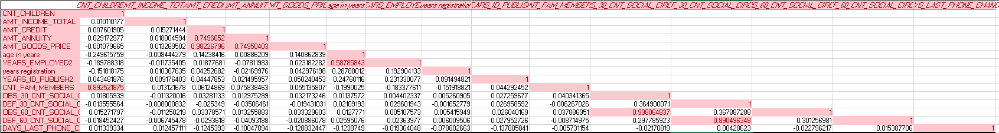 CNT_CHILDREN AMT_INCOME_TOTA AMT_CREDI AMT_ANNUIT AMT_GOODS_PRIC age in years YEARS_EMPLOYE years registration YEARS_ID_PUBLISH CNT_FAM_MEMBERS 30_CNT_SOCIAL_CIRC 30_CNT_SOCIAL_CIRC 60_CNT_SOCIAL_CIRC 60_CNT_SOCIAL_CIRC LAST_PHONE_CHANG
CNT_CHILDREN 1
AMT_INCOME_TOTAL 0.010110177 1
AMT_CREDIT 0.007601905 0.015271444 1
AMT_ANNUITY 0.029172977 0.018004594 0.7496652 1
AMT_GOODS_PRICE -0.001079665 0.013269502 0.98226796 0.74950403 1
age in years -0.249615759 -0.008444279 0.14238416 0.00886209 0.140862839 1
YEARS_EMPLOYED2 -0.189788318 -0.011735405 0.01877681 -0.07811983 0.023182282 0.58785843 1
years registration -0.151818175 0.010367635 0.04252682 -0.02169976 0.042976198 0.28780012 0.192904133 1
YEARS_ID_PUBLISH2 0.043481876 0.009176403 0.04447853 0.021495957 0.050240453 0.24760116 0.231330077 0.091494821 1
CNT_FAM_MEMBERS 0.892521875 0.013121678 0.06124869 0.075838463 0.055135807 -0.1990025 -0.183377611 -0.151918821 0.044292452 1
OBS_30_CNT_SOCIAL_( 0.01805939 -0.011320016 0.03281133 0.012975289 0.032173246 0.01137572 0.004402337 0.005260905 0.027259677 0.040341365 1
DEF_30_CNT_SOCIAL_ -0.013555564 -0.008000832 -0.025349 -0.03506461 -0.019431031 0.02109193 0.029601943 -0.001652779 0.026958592 -0.006267026 0.364900071 1
OBS_60_CNT_SOCIAL_( 0.015271797 -0.011250219 0.03378571 0.013255883 0.033329603 0.0127771 0.005107573 0.005415949 0.026040169 0.037886951 0.998064837 0.367887288 1
DEF_60_CNT_SOCIAL_ -0.018452427 -0.006745478 -0.0293618 -0.04093188 -0.020886078 0.02595076 0.02363977 0.006009506 0.027952726 -0.008714975 0.297785923 0.890496348 0.301256981 1
DAYS_LAST_PHONE_C 0.011339334 0.012457111 -0.1245393 -0.10047094 -0.128832447 -0.1238749 -0.019364048 -0.078802663 -0.137805841 -0.005731154 -0.02170819 0.00428623 -0.022796217 0.015387706 1